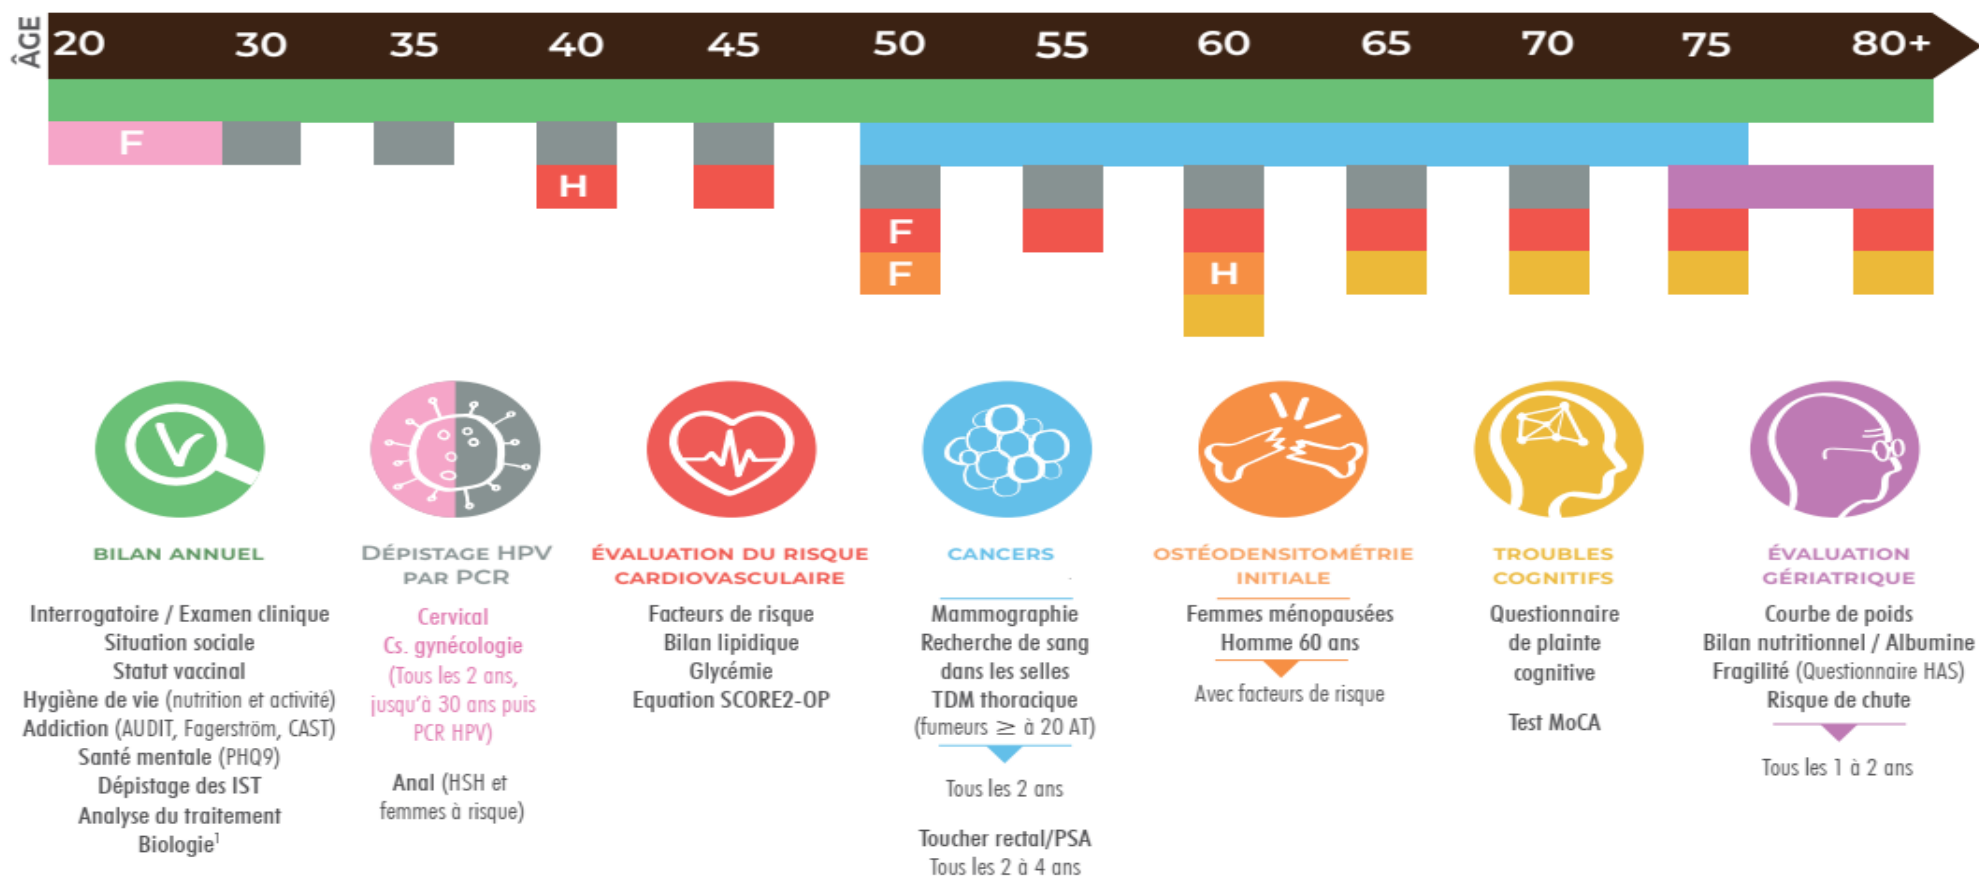 ÂGE
20 30 35 40 45 50 55 60 65 70 75 80+
F
H
F
F H
BILAN ANNUEL
Interrogatoire / Examen clinique
Situation sociale
Statut vaccinal
Hygiène de vie (nutrition et activité)
Addiction (AUDIT, Fagerström, CAST)
Santé mentale (PHQ9)
Dépistage des IST
Analyse du traitement
Biologie¹
DÉPISTAGE HPV
PAR PCR
Cervical
Cs. gynécologie
(Tous les 2 ans,
jusqu'à 30 ans puis
PCR HPV)
Anal (HSH et
femmes à risque)
ÉVALUATION DU RISQUE
CARDIOVASCULAIRE
Facteurs de risque
Bilan lipidique
Glycémie
Equation SCORE2-OP
CANCERS
Mammographie
Recherche de sang
dans les selles
TDM thoracique
(fumeurs ≥ à 20 AT)
Tous les 2 ans
Toucher rectal/PSA
Tous les 2 à 4 ans
OSTÉODENSITOMÉTRIE
INITIALE
Femmes ménopausées
Homme 60 ans
Avec facteurs de risque
TROUBLES
COGNITIFS
Questionnaire
de plainte
cognitive
Test MoCA
ÉVALUATION
GÉRIATRIQUE
Courbe de poids
Bilan nutritionnel / Albumine
Fragilité (Questionnaire HAS)
Risque de chute
Tous les 1 à 2 ans